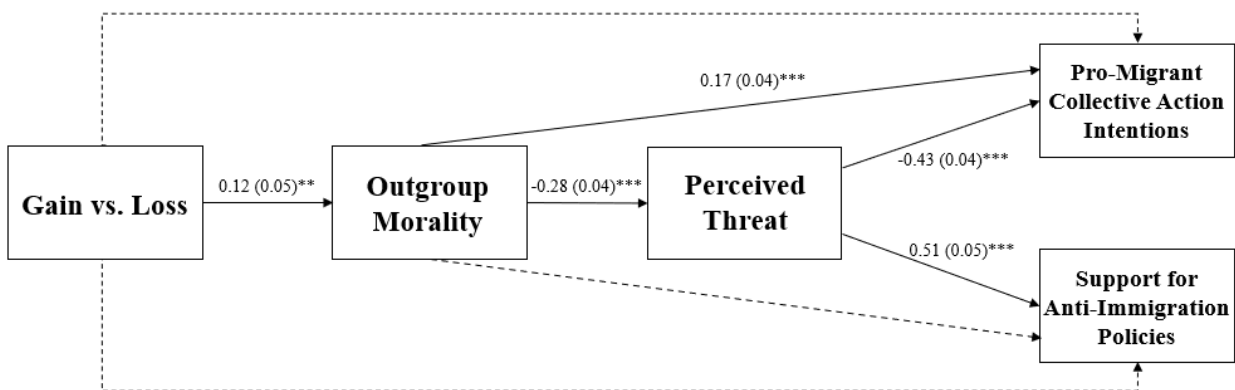 Gain vs. Loss
0.12 (0.05)**
Outgroup
Morality
-0.28 (0.04)***
Perceived
Threat
0.17 (0.04)***
-0.43 (0.04)***
0.51 (0.05)***
Pro-Migrant
Collective Action
Intentions
Support for
Anti-Immigration
Policies